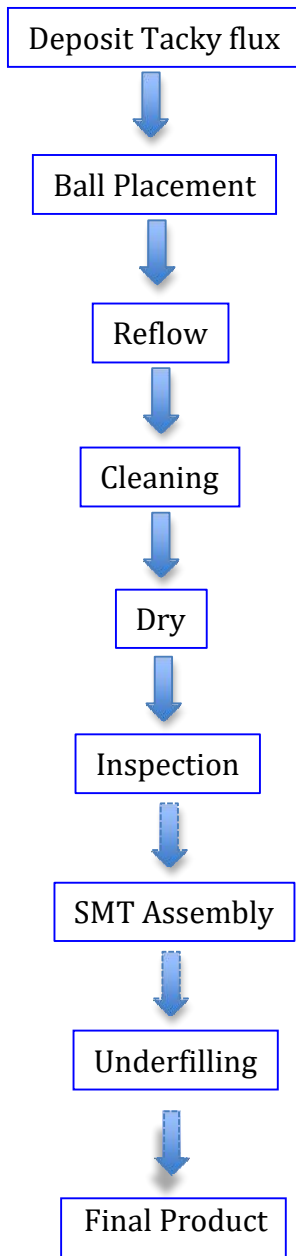 Deposit Tacky flux
Ball Placement
Reflow
Cleaning
Dry
Inspection
SMT Assembly
Underfilling
Final Product